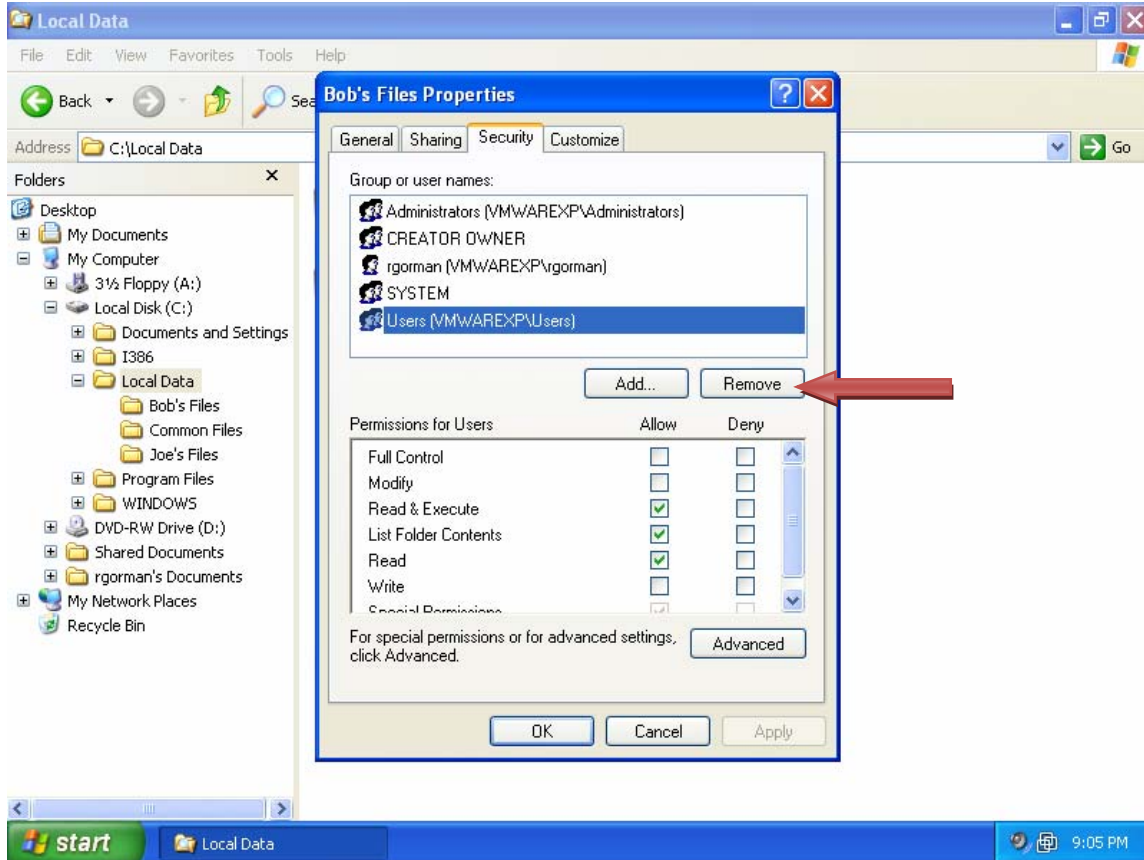 Local Data
File Edit View Favorites Tools Help
Back Sea
Address C:\Local Data Go
Folders
Desktop
My Documents
My Computer
3½ Floppy (A:)
Local Disk (C:)
Documents and Settings
I386
Local Data
Bob's Files
Common Files
Joe's Files
Program Files
WINDOWS
DVD-RW Drive (D:)
Shared Documents
rgorman's Documents
My Network Places
Recycle Bin
Bob's Files Properties
General Sharing Security Customize
Group or user names:
Administrators (VMWAREXP\Administrators)
CREATOR OWNER
rgorman (VMWAREXP\rgorman)
SYSTEM
Users (VMWAREXP\Users)
Add... Remove
Permissions for Users Allow Deny
Full Control
Modify
Read & Execute
List Folder Contents
Read
Write
Special Permissions
For special permissions or for advanced settings,
click Advanced.
Advanced
OK Cancel Apply
start Local Data 9:05 PM